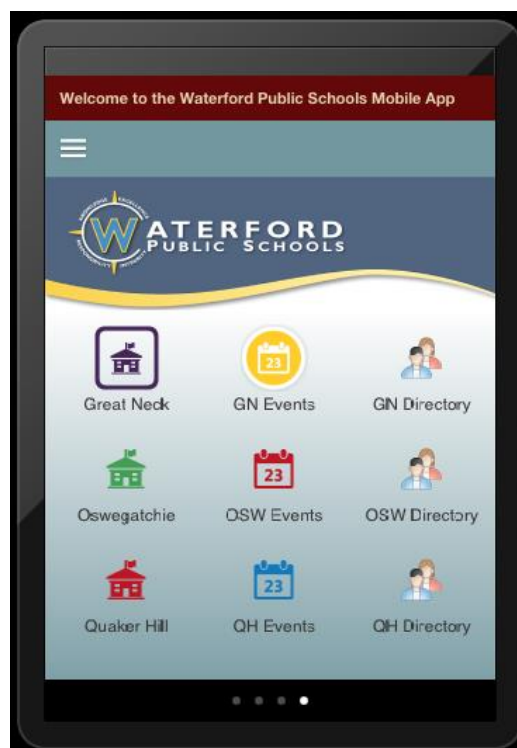 Welcome to the Waterford Public Schools Mobile App
WATERFORD
PUBLIC SCHOOLS
Great Neck
23
GN Events
GN Directory
Oswegatchie
23
OSW Events
OSW Directory
Quaker Hill
23
QH Events
QH Directory